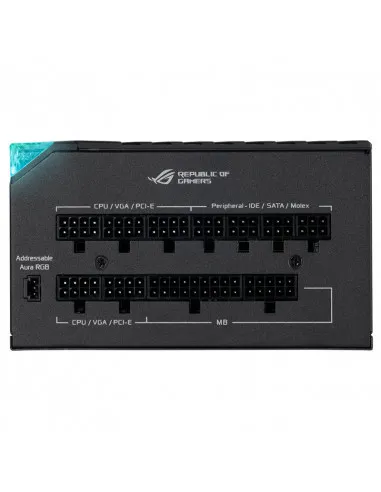 REPUBLIC OF
GAMERS
CPU / VGA / PCI-E
Peripheral - IDE / SATA / Molex
Addressable
Aura RGB
CPU / VGA / PCI-E
MB